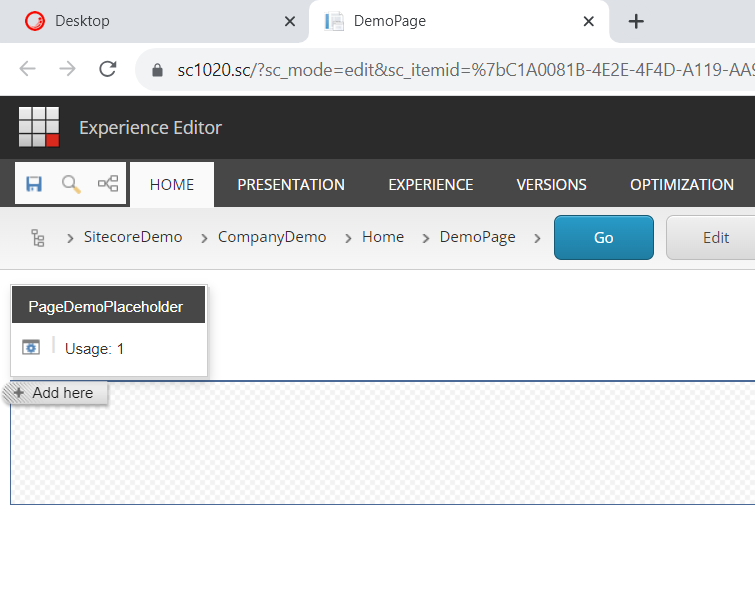 Desktop
DemoPage
sc1020.sc/?sc_mode=edit&sc_itemid=%7bC1A0081B-4E2E-4F4D-A119-AA9
Experience Editor
HOME PRESENTATION EXPERIENCE VERSIONS OPTIMIZATION
SitecoreDemo CompanyDemo Home DemoPage Go Edit
PageDemoPlaceholder
Usage: 1
+ Add here